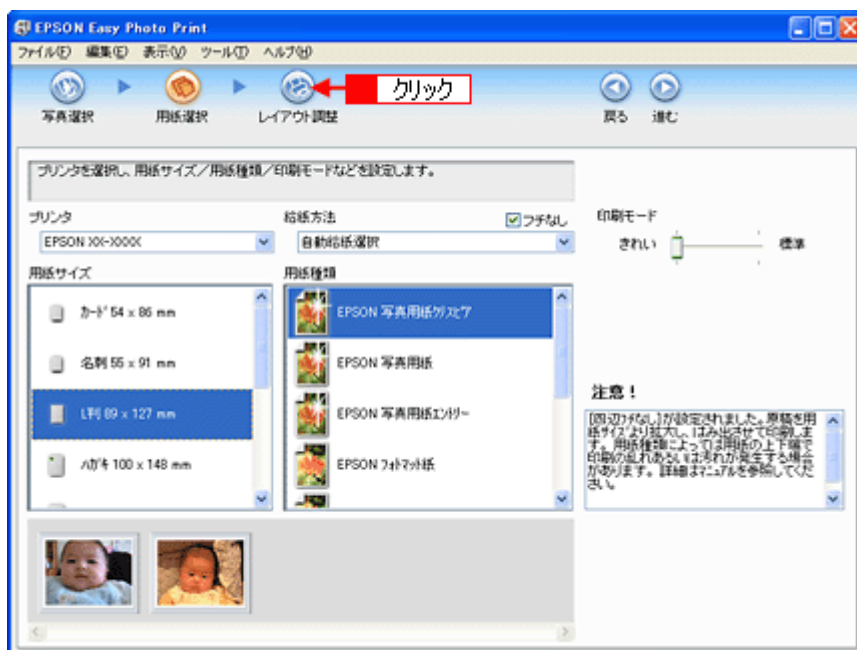 EPSON Easy Photo Print
ファイル(F) 編集(E) 表示(V) ツール(T) ヘルプ(H)
クリック
写真選択 用紙選択 レイアウト調整 戻る 進む
プリンタを選択し、用紙サイズ／用紙種類／印刷モードなどを設定します。
プリンタ 給紙方法 フチなし 印刷モード
EPSON XX-XXXX 自動給紙選択 きれい 標準
用紙サイズ 用紙種類
カード 54 x 86 mm
名刺 55 x 91 mm
L判 89 x 127 mm
ハガキ 100 x 148 mm
EPSON 写真用紙クリスピア
EPSON 写真用紙
EPSON 写真用紙エントリー
EPSON フォトマット紙
注意！
[四辺フチなし]が設定されました。原稿を用
紙サイズより拡大し、はみ出させて印刷しま
す。用紙種類によっては用紙の上下端で
印刷の乱れあるいは汚れが発生する場合
があります。詳細はマニュアルを参照してくだ
さい。